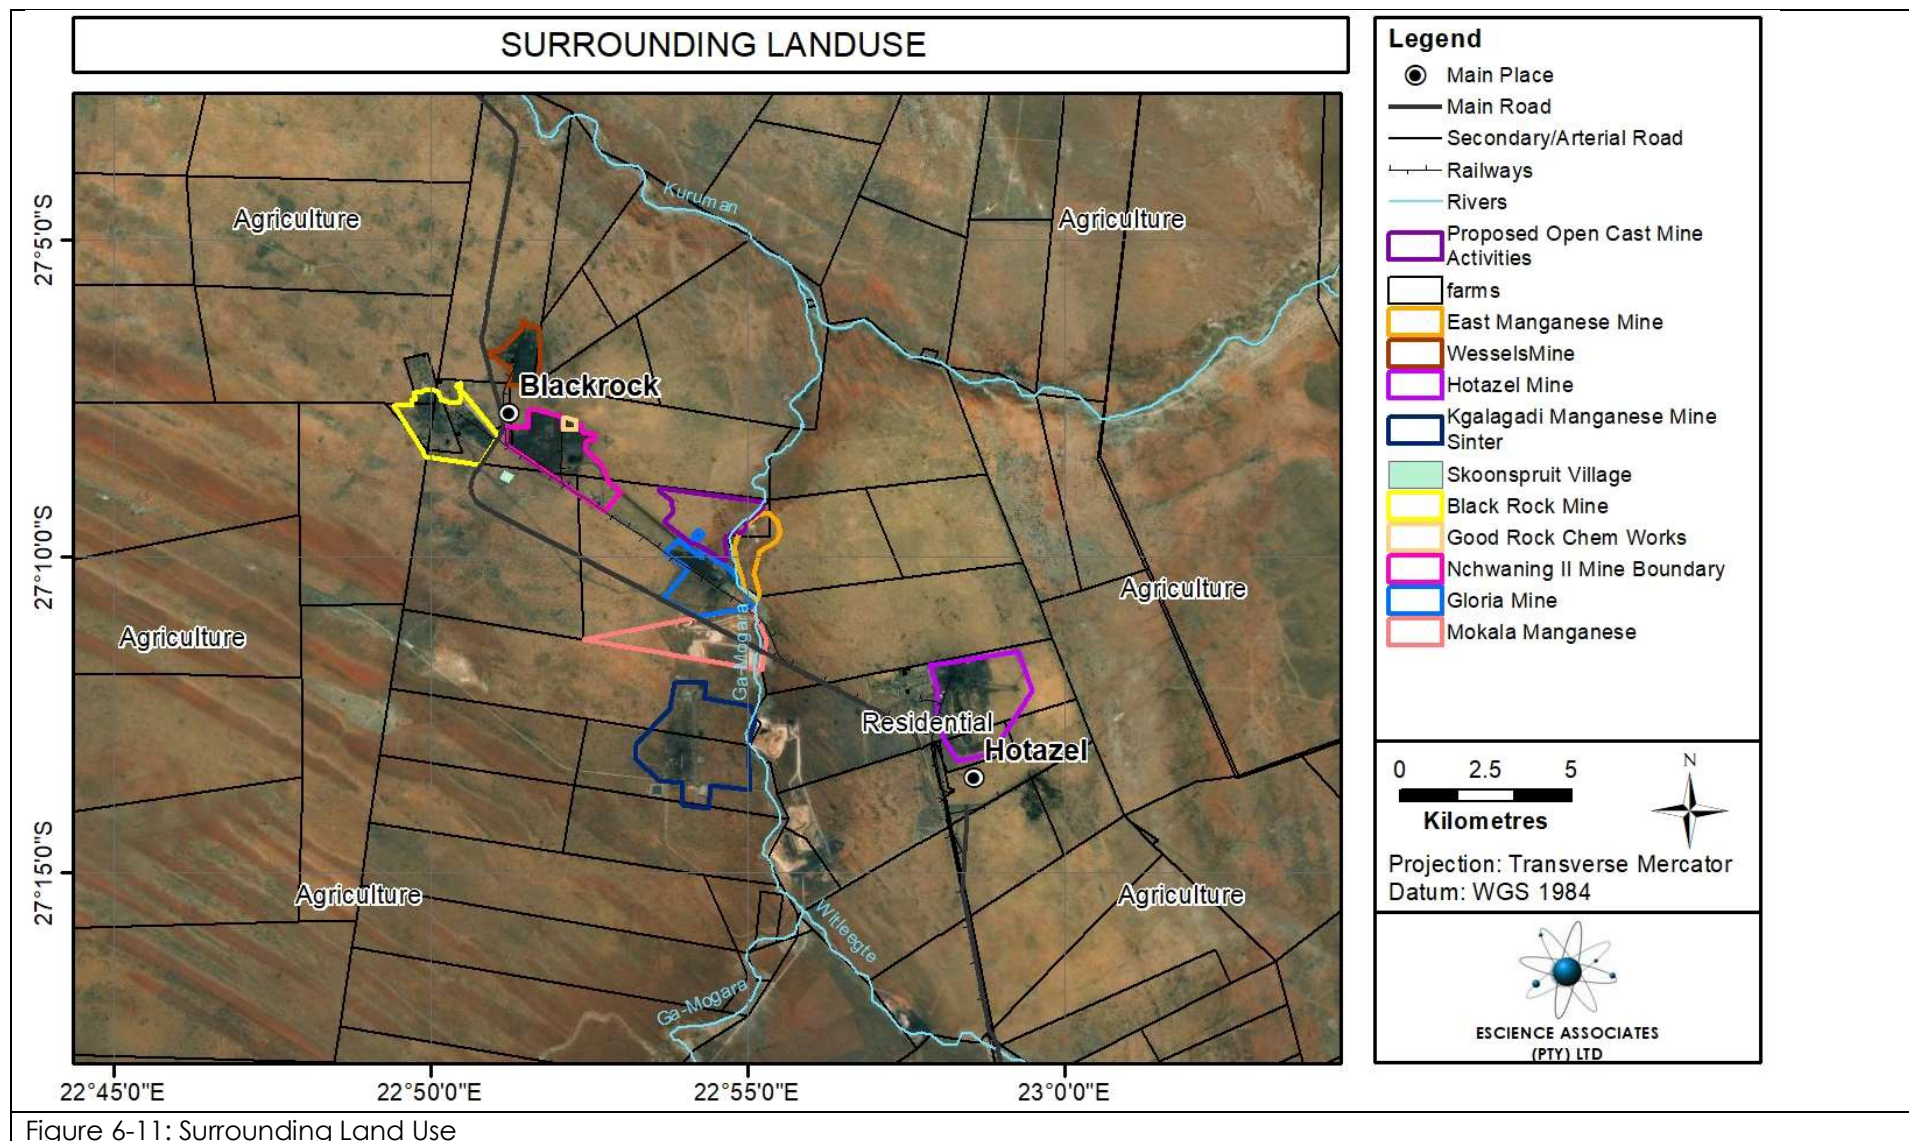 SURROUNDING LANDUSE
Kuruman
Agriculture
Agriculture
Blackrock
Agriculture
Agriculture
Ga-Mogara
Residential
Hotazel
Agriculture
Agriculture
Witleegte
Ga-Mogara
27°5'0"S
27°10'0"S
27°15'0"S
22°45'0"E
22°50'0"E
22°55'0"E
23°0'0"E
Legend
Main Place
Main Road
Secondary/Arterial Road
Railways
Rivers
Proposed Open Cast Mine
Activities
farms
East Manganese Mine
WesselsMine
Hotazel Mine
Kgalagadi Manganese Mine
Sinter
Skoonspruit Village
Black Rock Mine
Good Rock Chem Works
Nchwaning II Mine Boundary
Gloria Mine
Mokala Manganese
0 2.5 5
Kilometres
N
Projection: Transverse Mercator
Datum: WGS 1984
ESCIENCE ASSOCIATES
(PTY) LTD
Figure 6-11: Surrounding Land Use